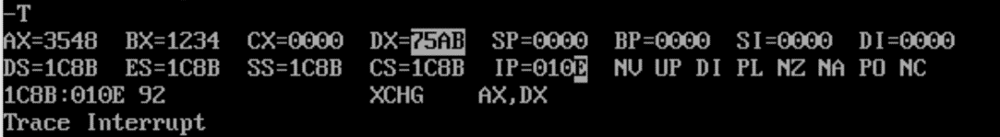 -T
AX=3548 BX=1234 CX=0000 DX=75AB SP=0000 BP=0000 SI=0000 DI=0000
DS=1C8B ES=1C8B SS=1C8B CS=1C8B IP=010E NV UP DI PL NZ NA PO NC
1C8B:010E 92 XCHG AX,DX
Trace Interrupt